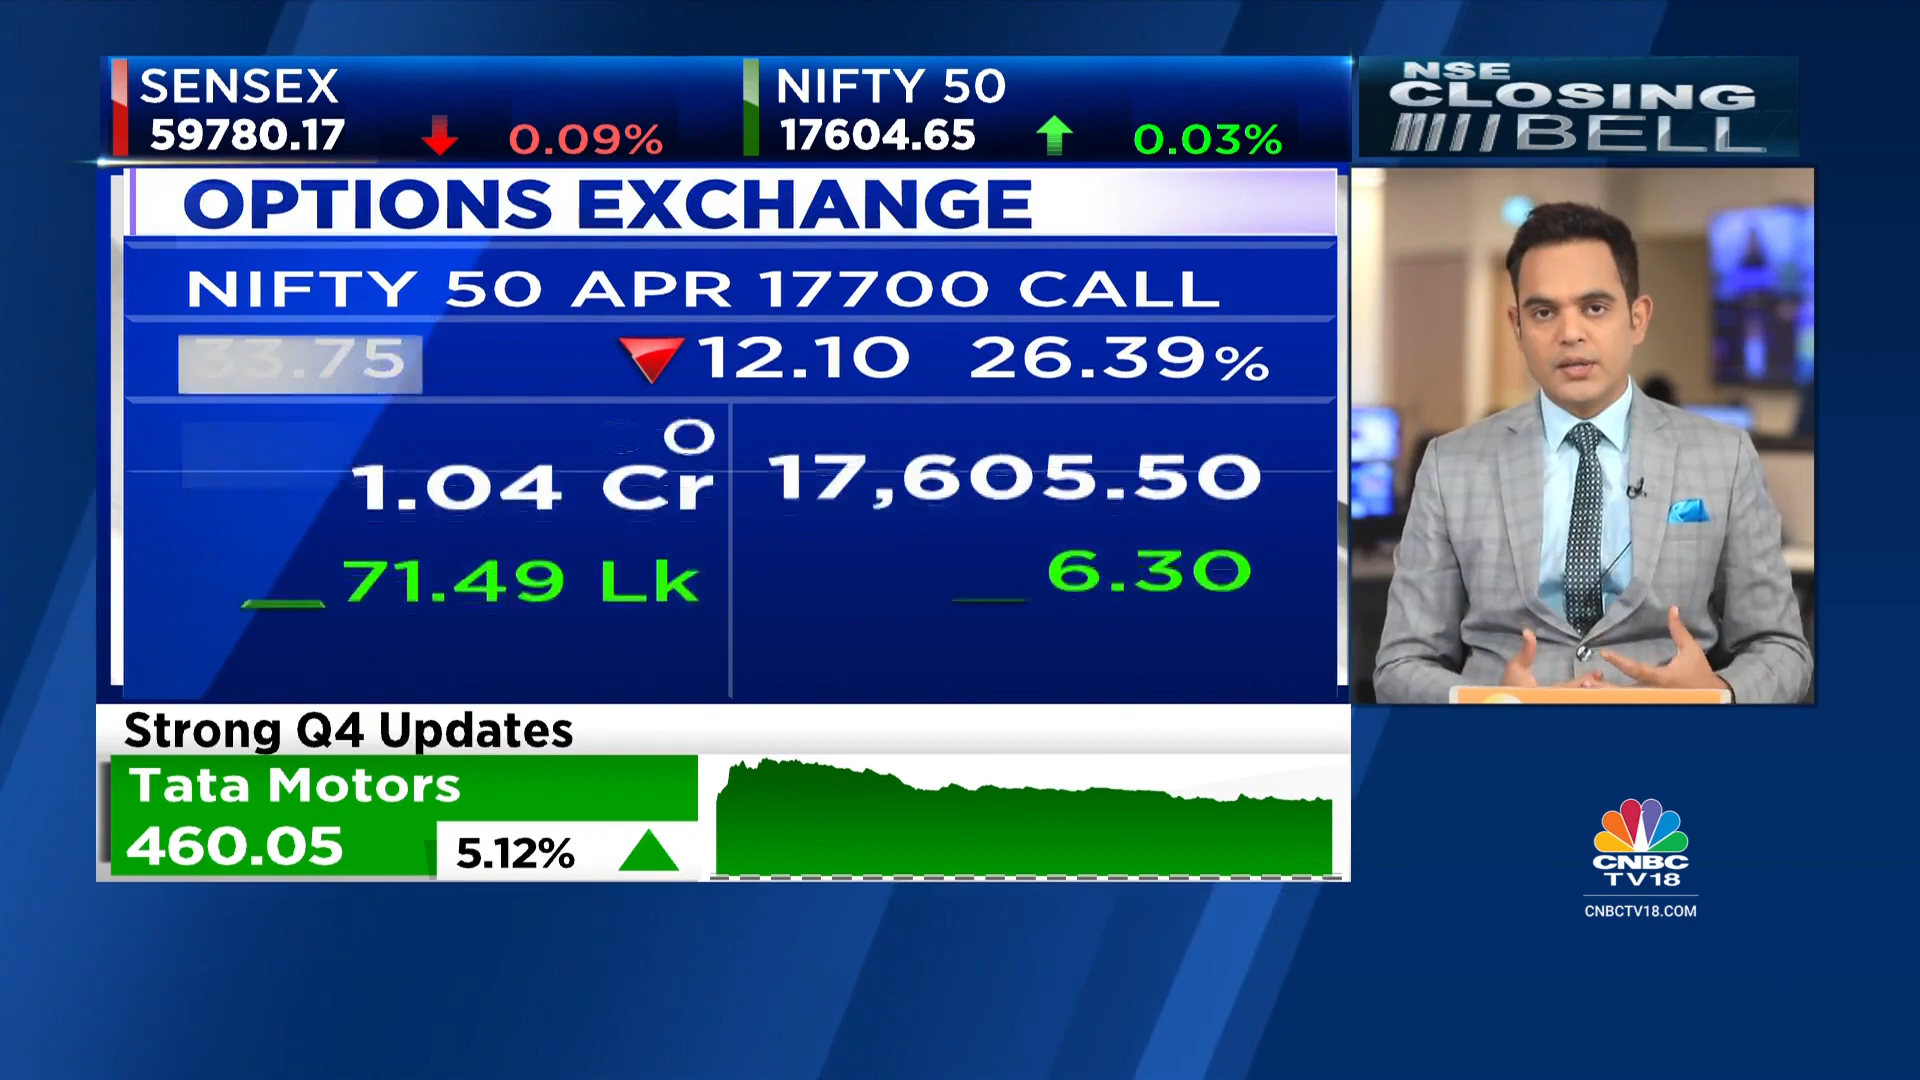 SENSEX
59780.17 0.09%
NIFTY 50
17604.65 0.03%
NSE
CLOSING
BELL
OPTIONS EXCHANGE
NIFTY 50 APR 17700 CALL
33.75 12.10 26.39%
0
1.04 Cr
71.49 Lk
17,605.50
6.30
Strong Q4 Updates
Tata Motors
460.05 5.12%
CNBC
TV18
CNBCTV18.COM